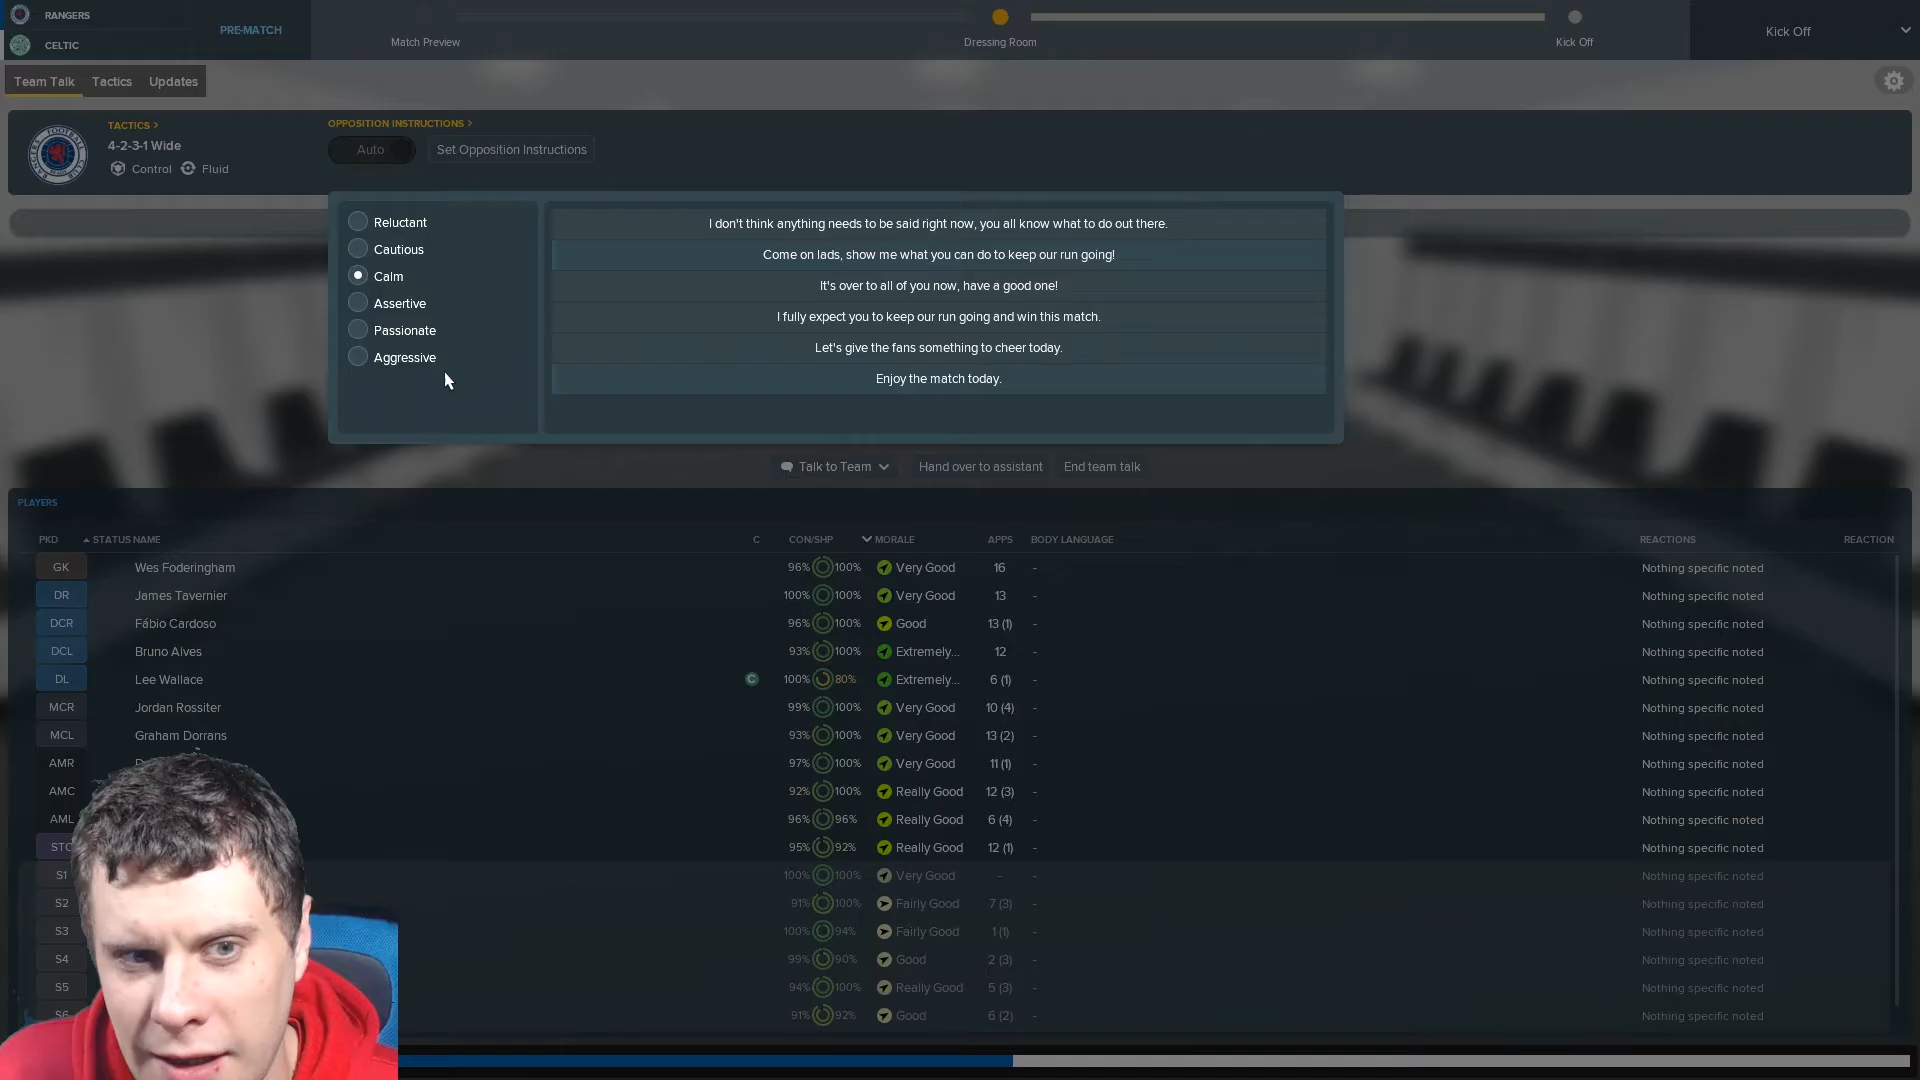 RANGERS
CELTIC
PRE-MATCH
Match Preview
Dressing Room
Kick Off
Kick Off
Team Talk Tactics Updates
TACTICS >
4-2-3-1 Wide
Control Fluid
OPPOSITION INSTRUCTIONS >
Auto Set Opposition Instructions
Reluctant
Cautious
Calm
Assertive
Passionate
Aggressive
I don't think anything needs to be said right now, you all know what to do out there.
Come on lads, show me what you can do to keep our run going!
It's over to all of you now, have a good one!
I fully expect you to keep our run going and win this match.
Let's give the fans something to cheer today.
Enjoy the match today.
Talk to Team Hand over to assistant End team talk
PLAYERS
PKD STATUS NAME C CON/SHP MORALE APPS BODY LANGUAGE REACTIONS REACTION
GK Wes Foderingham 96% 100% Very Good 16 - Nothing specific noted
DR James Tavernier 100% 100% Very Good 13 - Nothing specific noted
DCR Fábio Cardoso 96% 100% Good 13 (1) - Nothing specific noted
DCL Bruno Alves 93% 100% Extremely... 12 - Nothing specific noted
DL Lee Wallace C 100% 80% Extremely... 6 (1) - Nothing specific noted
MCR Jordan Rossiter 99% 100% Very Good 10 (4) - Nothing specific noted
MCL Graham Dorrans 93% 100% Very Good 13 (2) - Nothing specific noted
AMR 97% 100% Very Good 11 (1) - Nothing specific noted
AMC 92% 100% Really Good 12 (3) - Nothing specific noted
AML 96% 96% Really Good 6 (4) - Nothing specific noted
STC 95% 92% Really Good 12 (1) - Nothing specific noted
S1 100% 100% Very Good - - Nothing specific noted
S2 91% 100% Fairly Good 7 (3) - Nothing specific noted
S3 100% 94% Fairly Good 1 (1) - Nothing specific noted
S4 99% 90% Good 2 (3) - Nothing specific noted
S5 94% 100% Really Good 5 (3) - Nothing specific noted
S6 91% 92% Good 6 (2) - Nothing specific noted